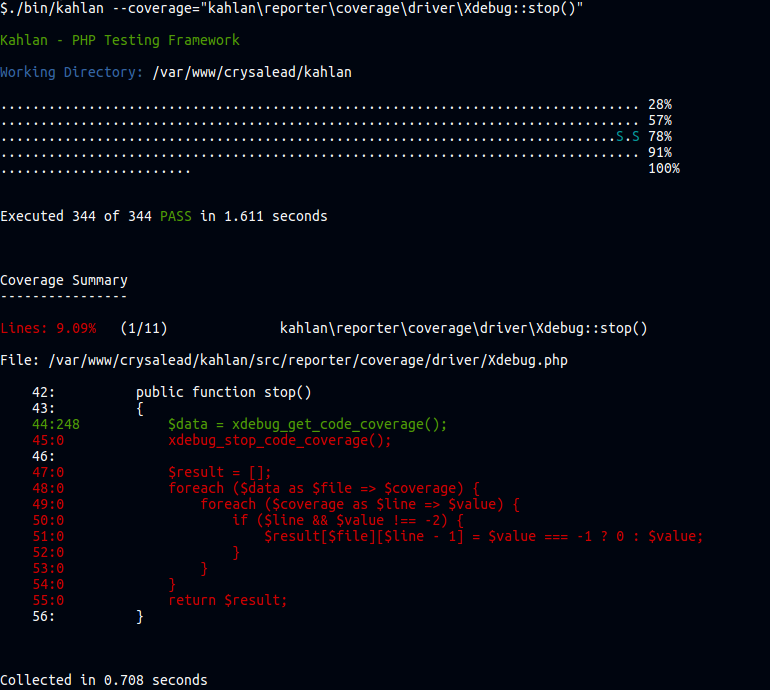 $./bin/kahlan --coverage="kahlan\reporter\coverage\driver\Xdebug::stop()"
Kahlan - PHP Testing Framework
Working Directory: /var/www/crysalead/kahlan
................................................................................ 28%
................................................................................ 57%
.............................................................................S.S 78%
................................................................................ 91%
........................                                                         100%
Executed 344 of 344 PASS in 1.611 seconds
Coverage Summary
----------------
Lines: 9.09%   (1/11)              kahlan\reporter\coverage\driver\Xdebug::stop()
File: /var/www/crysalead/kahlan/src/reporter/coverage/driver/Xdebug.php
    42:          public function stop()
    43:          {
    44:248           $data = xdebug_get_code_coverage();
    45:0             xdebug_stop_code_coverage();
    46:
    47:0             $result = [];
    48:0             foreach ($data as $file => $coverage) {
    49:0                 foreach ($coverage as $line => $value) {
    50:0                     if ($line && $value !== -2) {
    51:0                         $result[$file][$line - 1] = $value === -1 ? 0 : $value;
    52:0                     }
    53:0                 }
    54:0             }
    55:0             return $result;
    56:          }
Collected in 0.708 seconds